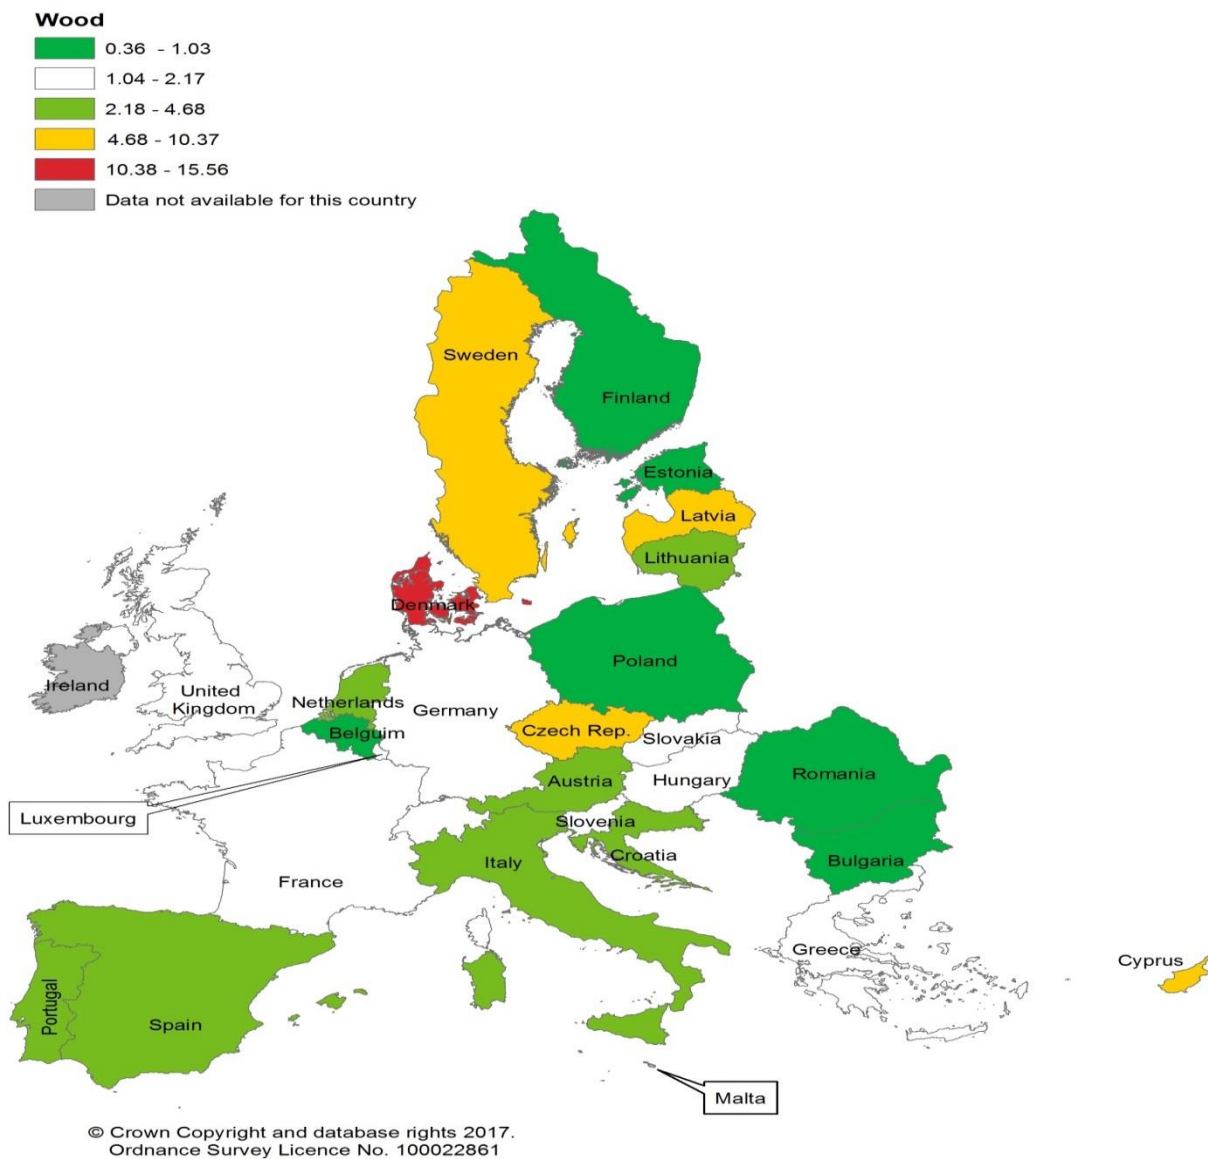 Wood
0.36 - 1.03
1.04 - 2.17
2.18 - 4.68
4.68 - 10.37
10.38 - 15.56
Data not available for this country
Sweden
Finland
Estonia
Latvia
Lithuania
Denmark
Ireland
United
Kingdom
Netherlands
Germany
Poland
Belguim
Czech Rep.
Slovakia
Luxembourg
Austria
Hungary
Romania
Slovenia
Croatia
Italy
Bulgaria
France
Greece
Cyprus
Portugal
Spain
Malta
© Crown Copyright and database rights 2017.
Ordnance Survey Licence No. 100022861